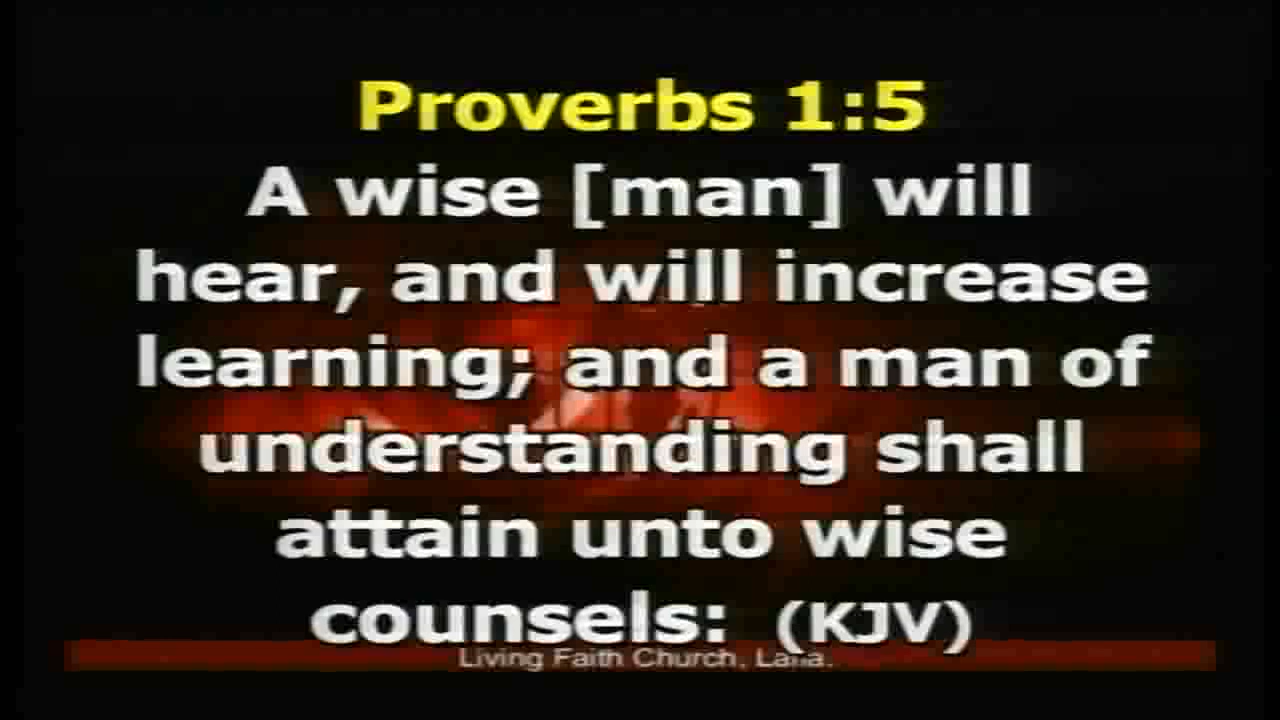 Proverbs 1:5
A wise [man] will
hear, and will increase
learning; and a man of
understanding shall
attain unto wise
counsels: (KJV)
Living Faith Church,